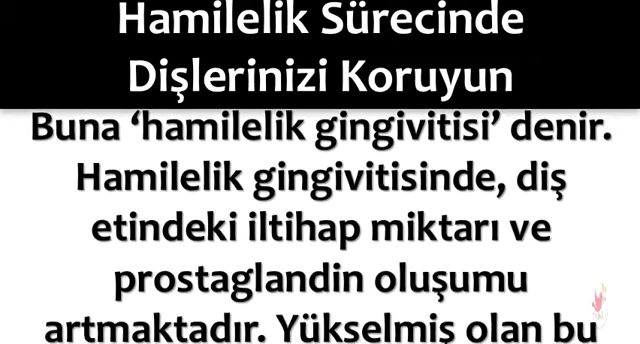 Hamilelik Sürecinde
Dişlerinizi Koruyun
Buna ‘hamilelik gingivitisi’ denir.
Hamilelik gingivitisinde, diş
etindeki iltihap miktarı ve
prostaglandin oluşumu
artmaktadır. Yükselmiş olan bu